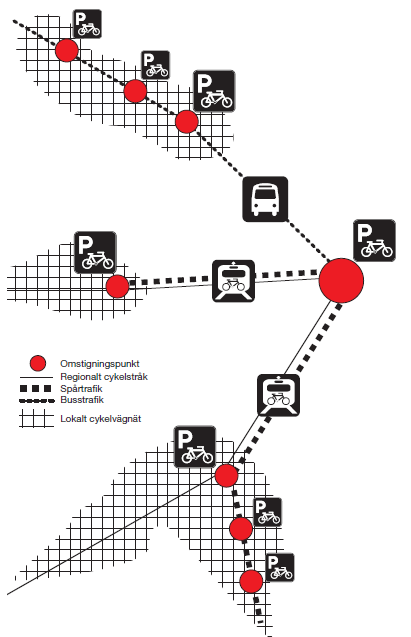 P
P
P
P
P
Omstigningspunkt
Regionalt cykelstråk
Spårtrafik
Busstrafik
Lokalt cykelvägnät
P
P
P